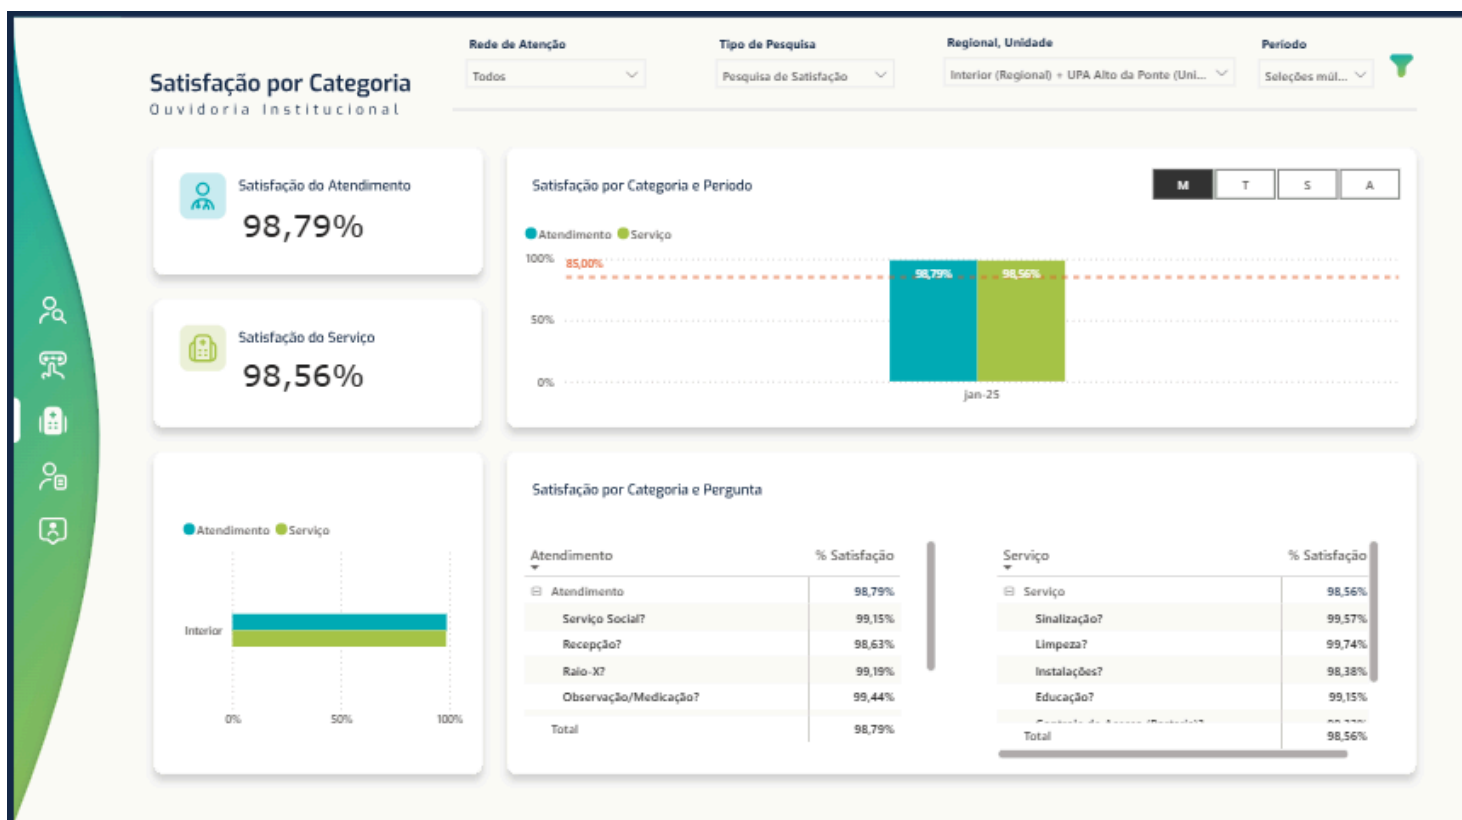 Satisfação por Categoria
Ouvidoria Institucional
Rede de Atenção
Todos
Tipo de Pesquisa
Pesquisa de Satisfação
Regional, Unidade
Interior (Regional) + UPA Alto da Ponte (Uni...
Período
Seleções múl...
Satisfação do Atendimento
98,79%
Satisfação do Serviço
98,56%
Satisfação por Categoria e Período
M T S A
Atendimento Serviço
100%
85,00%
98,79% 98,56%
50%
0%
jan-25
Atendimento Serviço
Interior
0% 50% 100%
Satisfação por Categoria e Pergunta
Atendimento % Satisfação
Atendimento 98,79%
Serviço Social? 99,15%
Recepção? 98,63%
Raio-X? 99,19%
Observação/Medicação? 99,44%
Total 98,79%
Serviço % Satisfação
Serviço 98,56%
Sinalização? 99,57%
Limpeza? 99,74%
Instalações? 98,38%
Educação? 99,15%
Total 98,56%